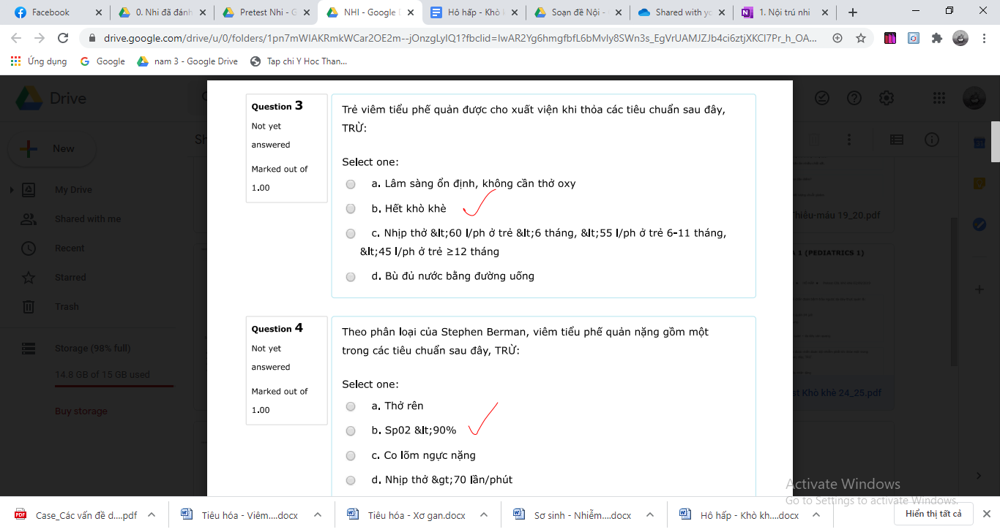 Facebook
0. Nhi đã đánh
Pretest Nhi - G
NHI - Google D
Hô hấp - Khò k
Soạn đề Nội -
Shared with yo
1. Nội trú nhi
drive.google.com/drive/u/0/folders/1pn7mWIAKRmkWCar2OE2m--jOnzgLyIQ1?fbclid=IwAR2Yg6hmgfbfL6bMvIy8SWn3s_EgVrUAMJZJb4ci6ztjXKCl7Pr_h_OA...
Ứng dụng
Google
nam 3 - Google Drive
Tap chi Y Hoc Than...
Drive
New
My Drive
Shared with me
Recent
Starred
Trash
Storage (98% full)
14.8 GB of 15 GB used
Buy storage
Question 3
Not yet
answered
Marked out of
1.00
Trẻ viêm tiểu phế quản được cho xuất viện khi thỏa các tiêu chuẩn sau đây,
TRỪ:
Select one:
a. Lâm sàng ổn định, không cần thở oxy
b. Hết khò khè
c. Nhịp thở &lt;60 l/ph ở trẻ &lt;6 tháng, &lt;55 l/ph ở trẻ 6-11 tháng,
&lt;45 l/ph ở trẻ ≥12 tháng
d. Bù đủ nước bằng đường uống
Question 4
Not yet
answered
Marked out of
1.00
Theo phân loại của Stephen Berman, viêm tiểu phế quản nặng gồm một
trong các tiêu chuẩn sau đây, TRỪ:
Select one:
a. Thở rên
b. Sp02 &lt;90%
c. Co lõm ngực nặng
d. Nhịp thở &gt;70 lần/phút
Thiếu-máu 19_20.pdf
1 (PEDIATRICS 1)
st Khò khè 24_25.pdf
Activate Windows
Go to Settings to activate Windows.
Case_Các vấn đề d....pdf
Tiêu hóa - Viêm....docx
Tiêu hóa - Xơ gan.docx
Sơ sinh - Nhiễm....docx
Hô hấp - Khò kh....docx
Hiển thị tất cả